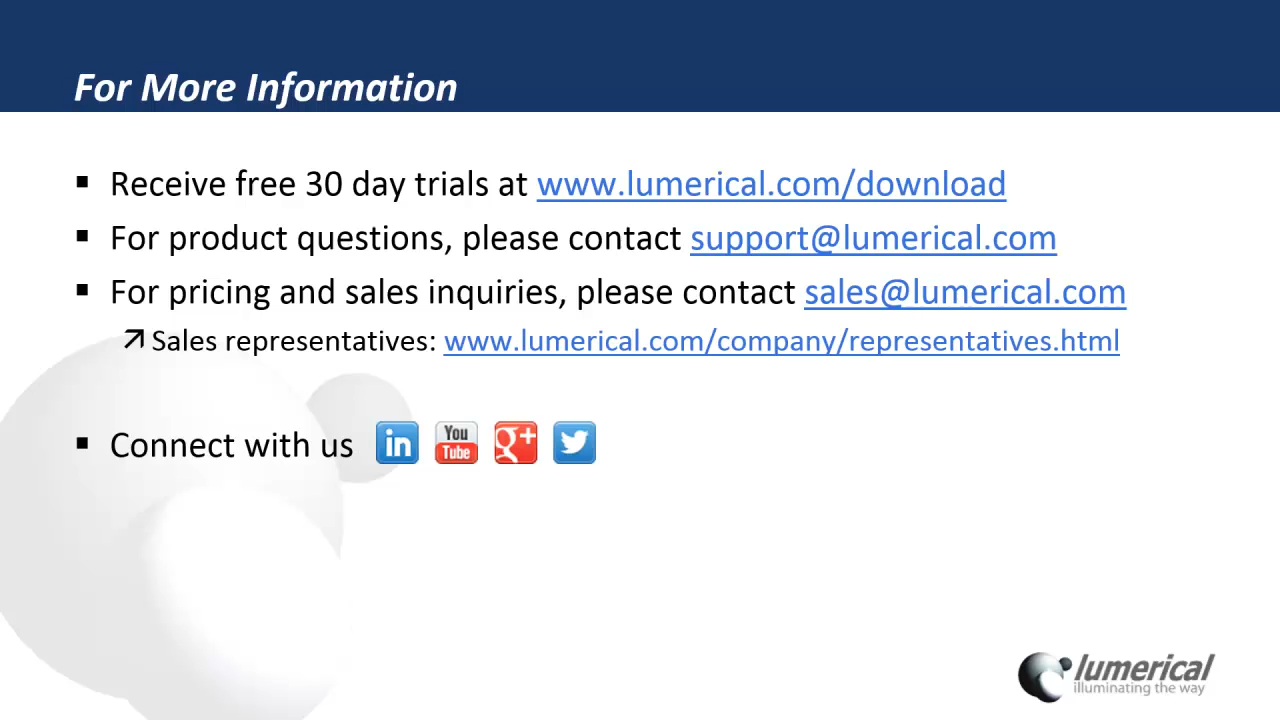 For More Information
▪ Receive free 30 day trials at www.lumerical.com/download
▪ For product questions, please contact support@lumerical.com
▪ For pricing and sales inquiries, please contact sales@lumerical.com
↗ Sales representatives: www.lumerical.com/company/representatives.html
▪ Connect with us in You Tube g+
lumerical
illuminating the way